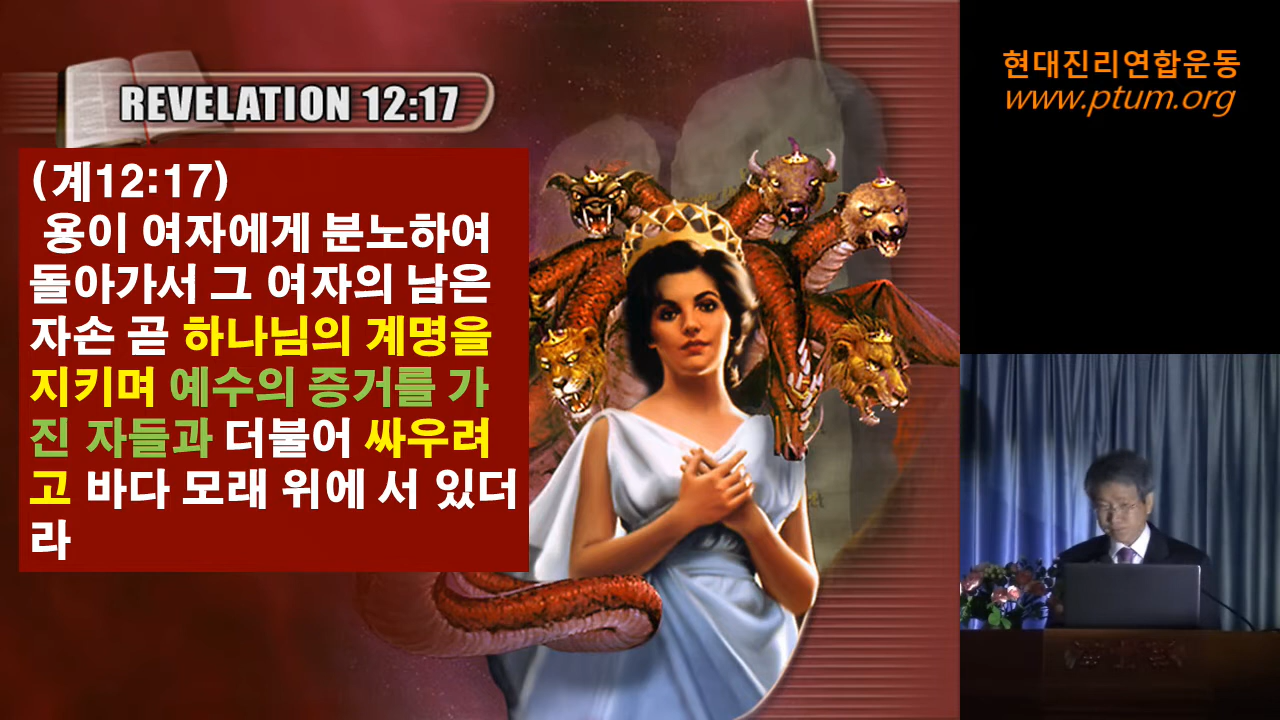 REVELATION 12:17
(계12:17)
용이 여자에게 분노하여
돌아가서 그 여자의 남은
자손 곧 하나님의 계명을
지키며 예수의 증거를 가
진 자들과 더불어 싸우려
고 바다 모래 위에 서 있더
라
현대진리연합운동
www.ptum.org